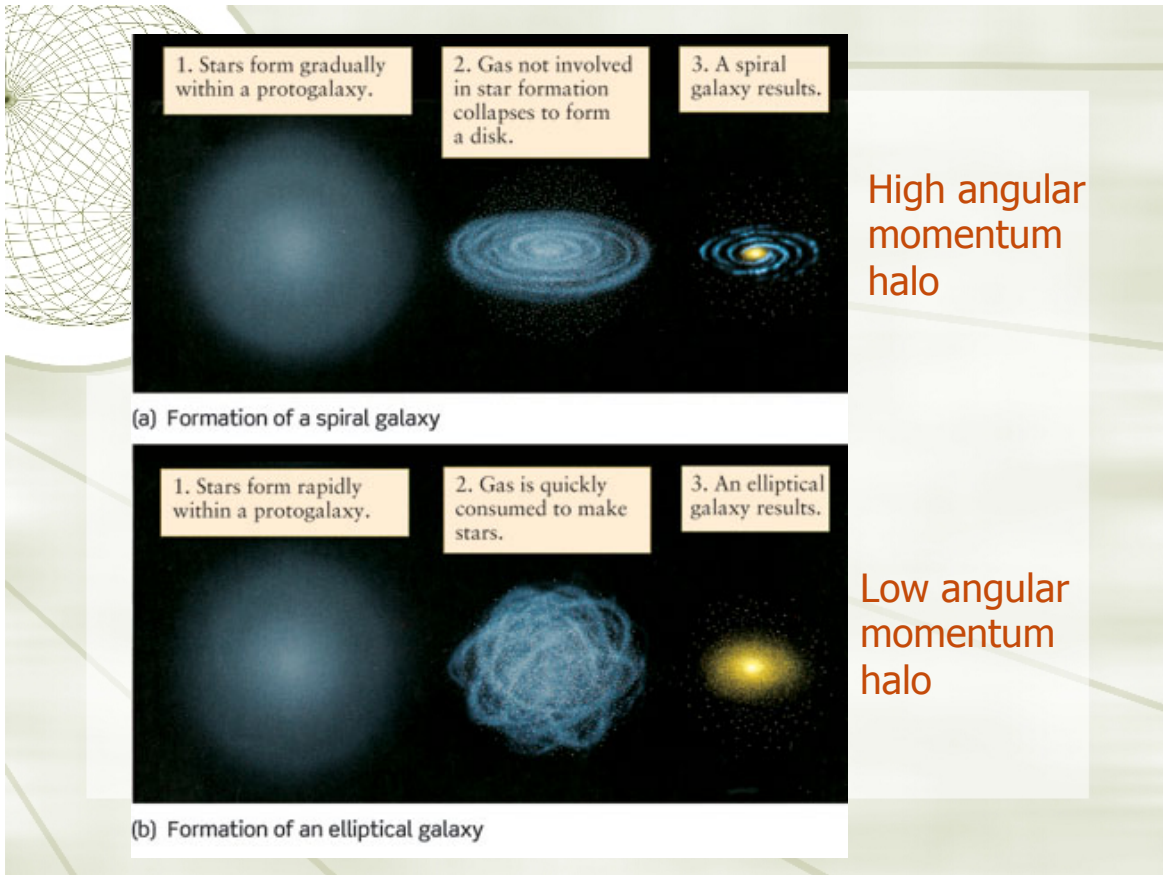 1. Stars form gradually
within a protogalaxy.
2. Gas not involved
in star formation
collapses to form
a disk.
3. A spiral
galaxy results.
High angular
momentum
halo
(a) Formation of a spiral galaxy
1. Stars form rapidly
within a protogalaxy.
2. Gas is quickly
consumed to make
stars.
3. An elliptical
galaxy results.
Low angular
momentum
halo
(b) Formation of an elliptical galaxy